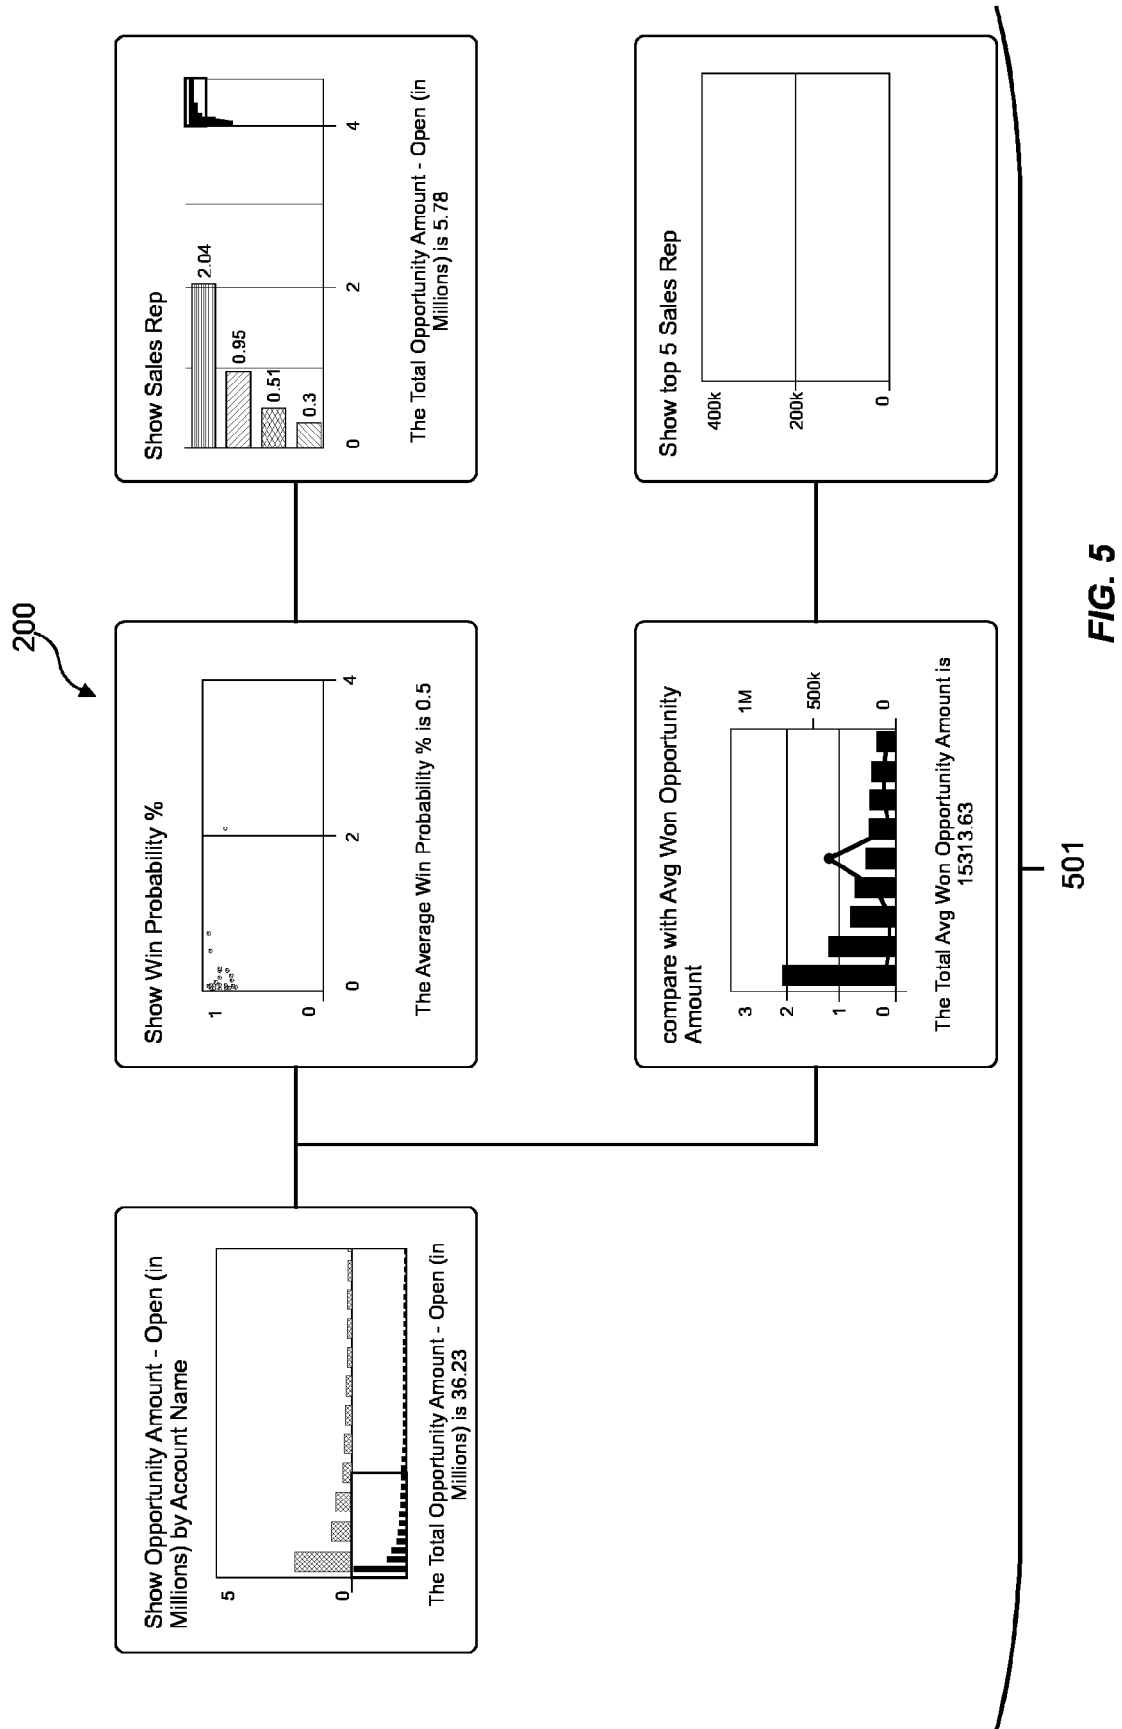 200
Show Opportunity Amount - Open (in
Millions) by Account Name
5
0
The Total Opportunity Amount - Open (in
Millions) is 36.23
Show Win Probability %
1
0
0
2
4
The Average Win Probability % is 0.5
Show Sales Rep
2.04
0.95
0.51
0.3
0
2
4
The Total Opportunity Amount - Open (in
Millions) is 5.78
compare with Avg Won Opportunity
Amount
3
2
1
0
1M
500k
0
The Total Avg Won Opportunity Amount is
15313.63
Show top 5 Sales Rep
400k
200k
0
501
FIG. 5